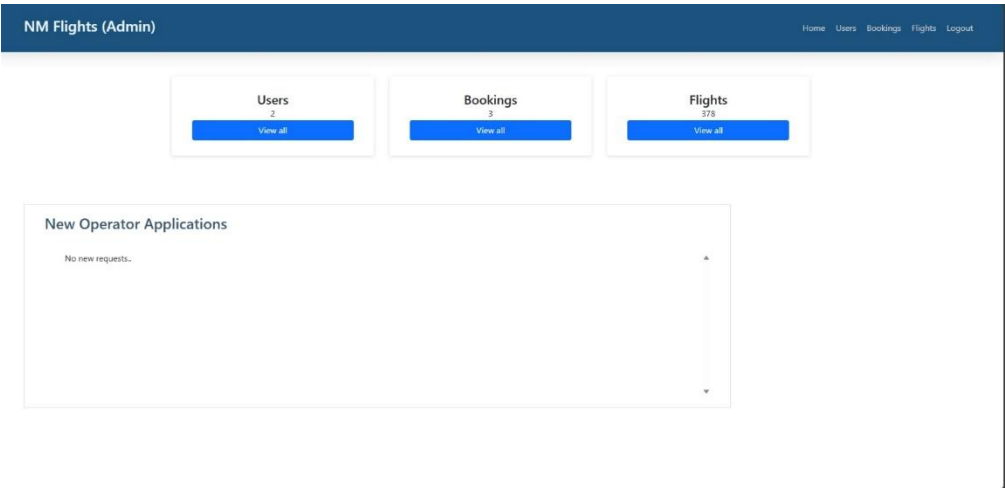 NM Flights (Admin)
Home Users Bookings Flights Logout
Users
2
View all
Bookings
3
View all
Flights
378
View all
New Operator Applications
No new requests..